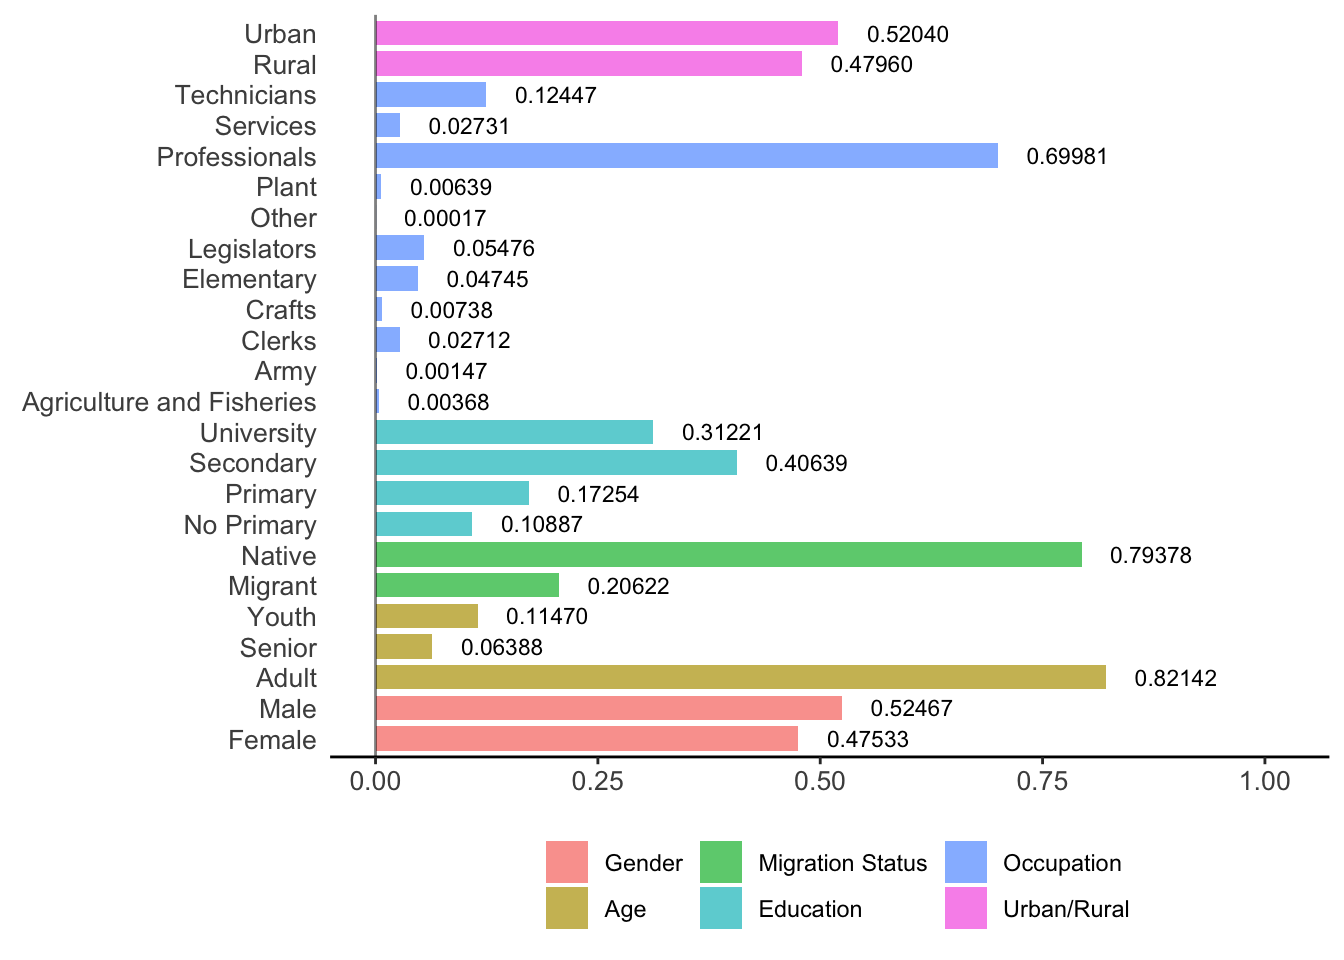 Urban 0.52040
Rural 0.47960
Technicians 0.12447
Services 0.02731
Professionals 0.69981
Plant 0.00639
Other 0.00017
Legislators 0.05476
Elementary 0.04745
Crafts 0.00738
Clerks 0.02712
Army 0.00147
Agriculture and Fisheries 0.00368
University 0.31221
Secondary 0.40639
Primary 0.17254
No Primary 0.10887
Native 0.79378
Migrant 0.20622
Youth 0.11470
Senior 0.06388
Adult 0.82142
Male 0.52467
Female 0.47533
0.00 0.25 0.50 0.75 1.00
Gender Migration Status Occupation
Age Education Urban/Rural